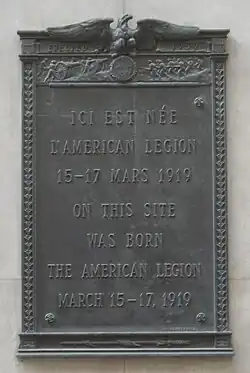 ICI EST NÉE
L'AMERICAN LEGION
15-17 MARS 1919
ON THIS SITE
WAS BORN
THE AMERICAN LEGION
MARCH 15-17, 1919